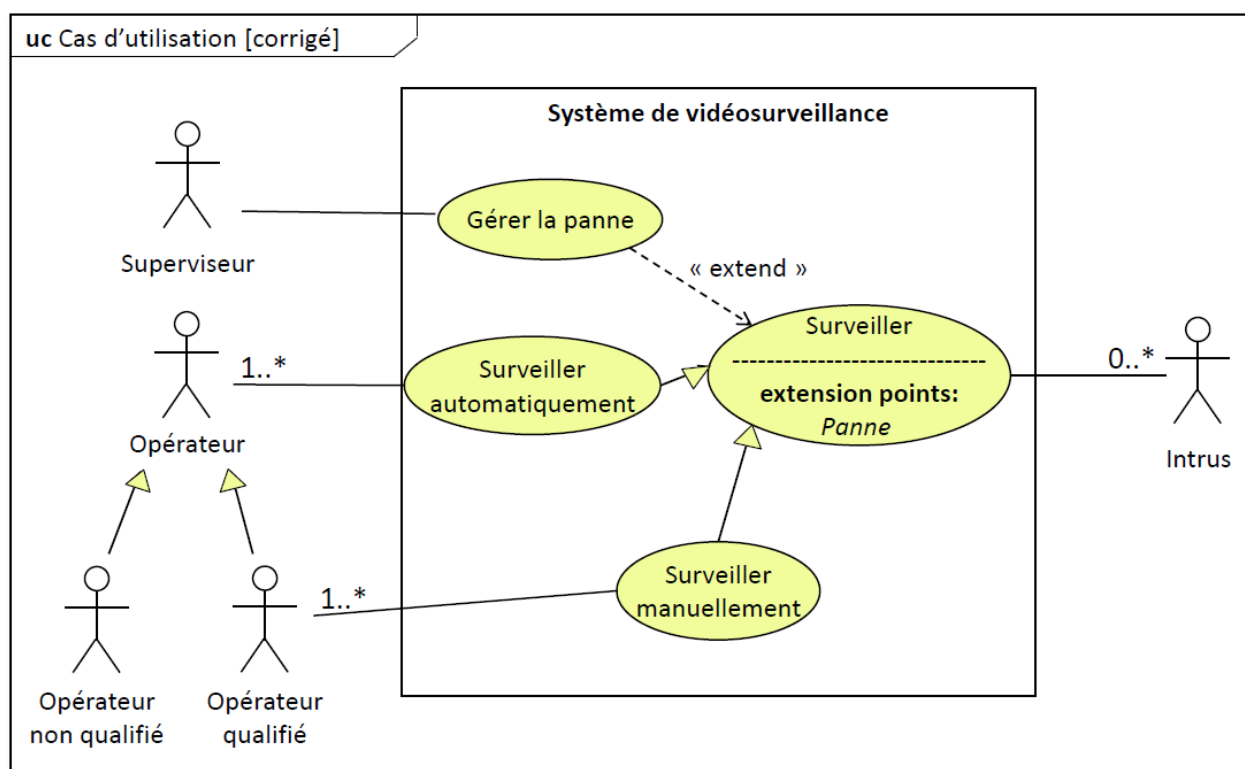 uc Cas d'utilisation [corrigé]
Système de vidéosurveillance
Superviseur
Gérer la panne
« extend »
Opérateur
1..*
Surveiller
automatiquement
Surveiller
extension points:
Panne
0..*
Intrus
Opérateur
non qualifié
Opérateur
qualifié
1..*
Surveiller
manuellement